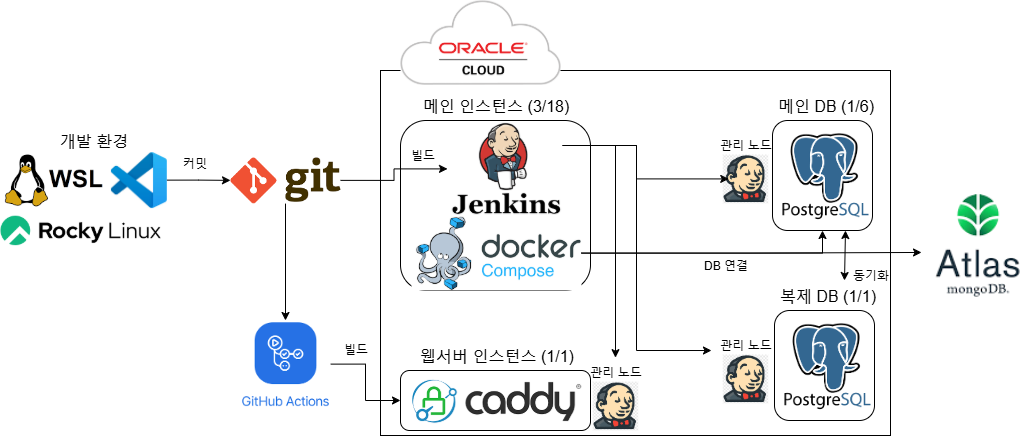 ORACLE
CLOUD
개발 환경
WSL
Rocky Linux
커밋
git
빌드
메인 인스턴스 (3/18)
Jenkins
docker
Compose
관리 노드
메인 DB (1/6)
PostgreSQL
DB 연결
동기화
Atlas
mongoDB.
복제 DB (1/1)
관리 노드
PostgreSQL
GitHub Actions
빌드
웹서버 인스턴스 (1/1)
caddy
관리 노드